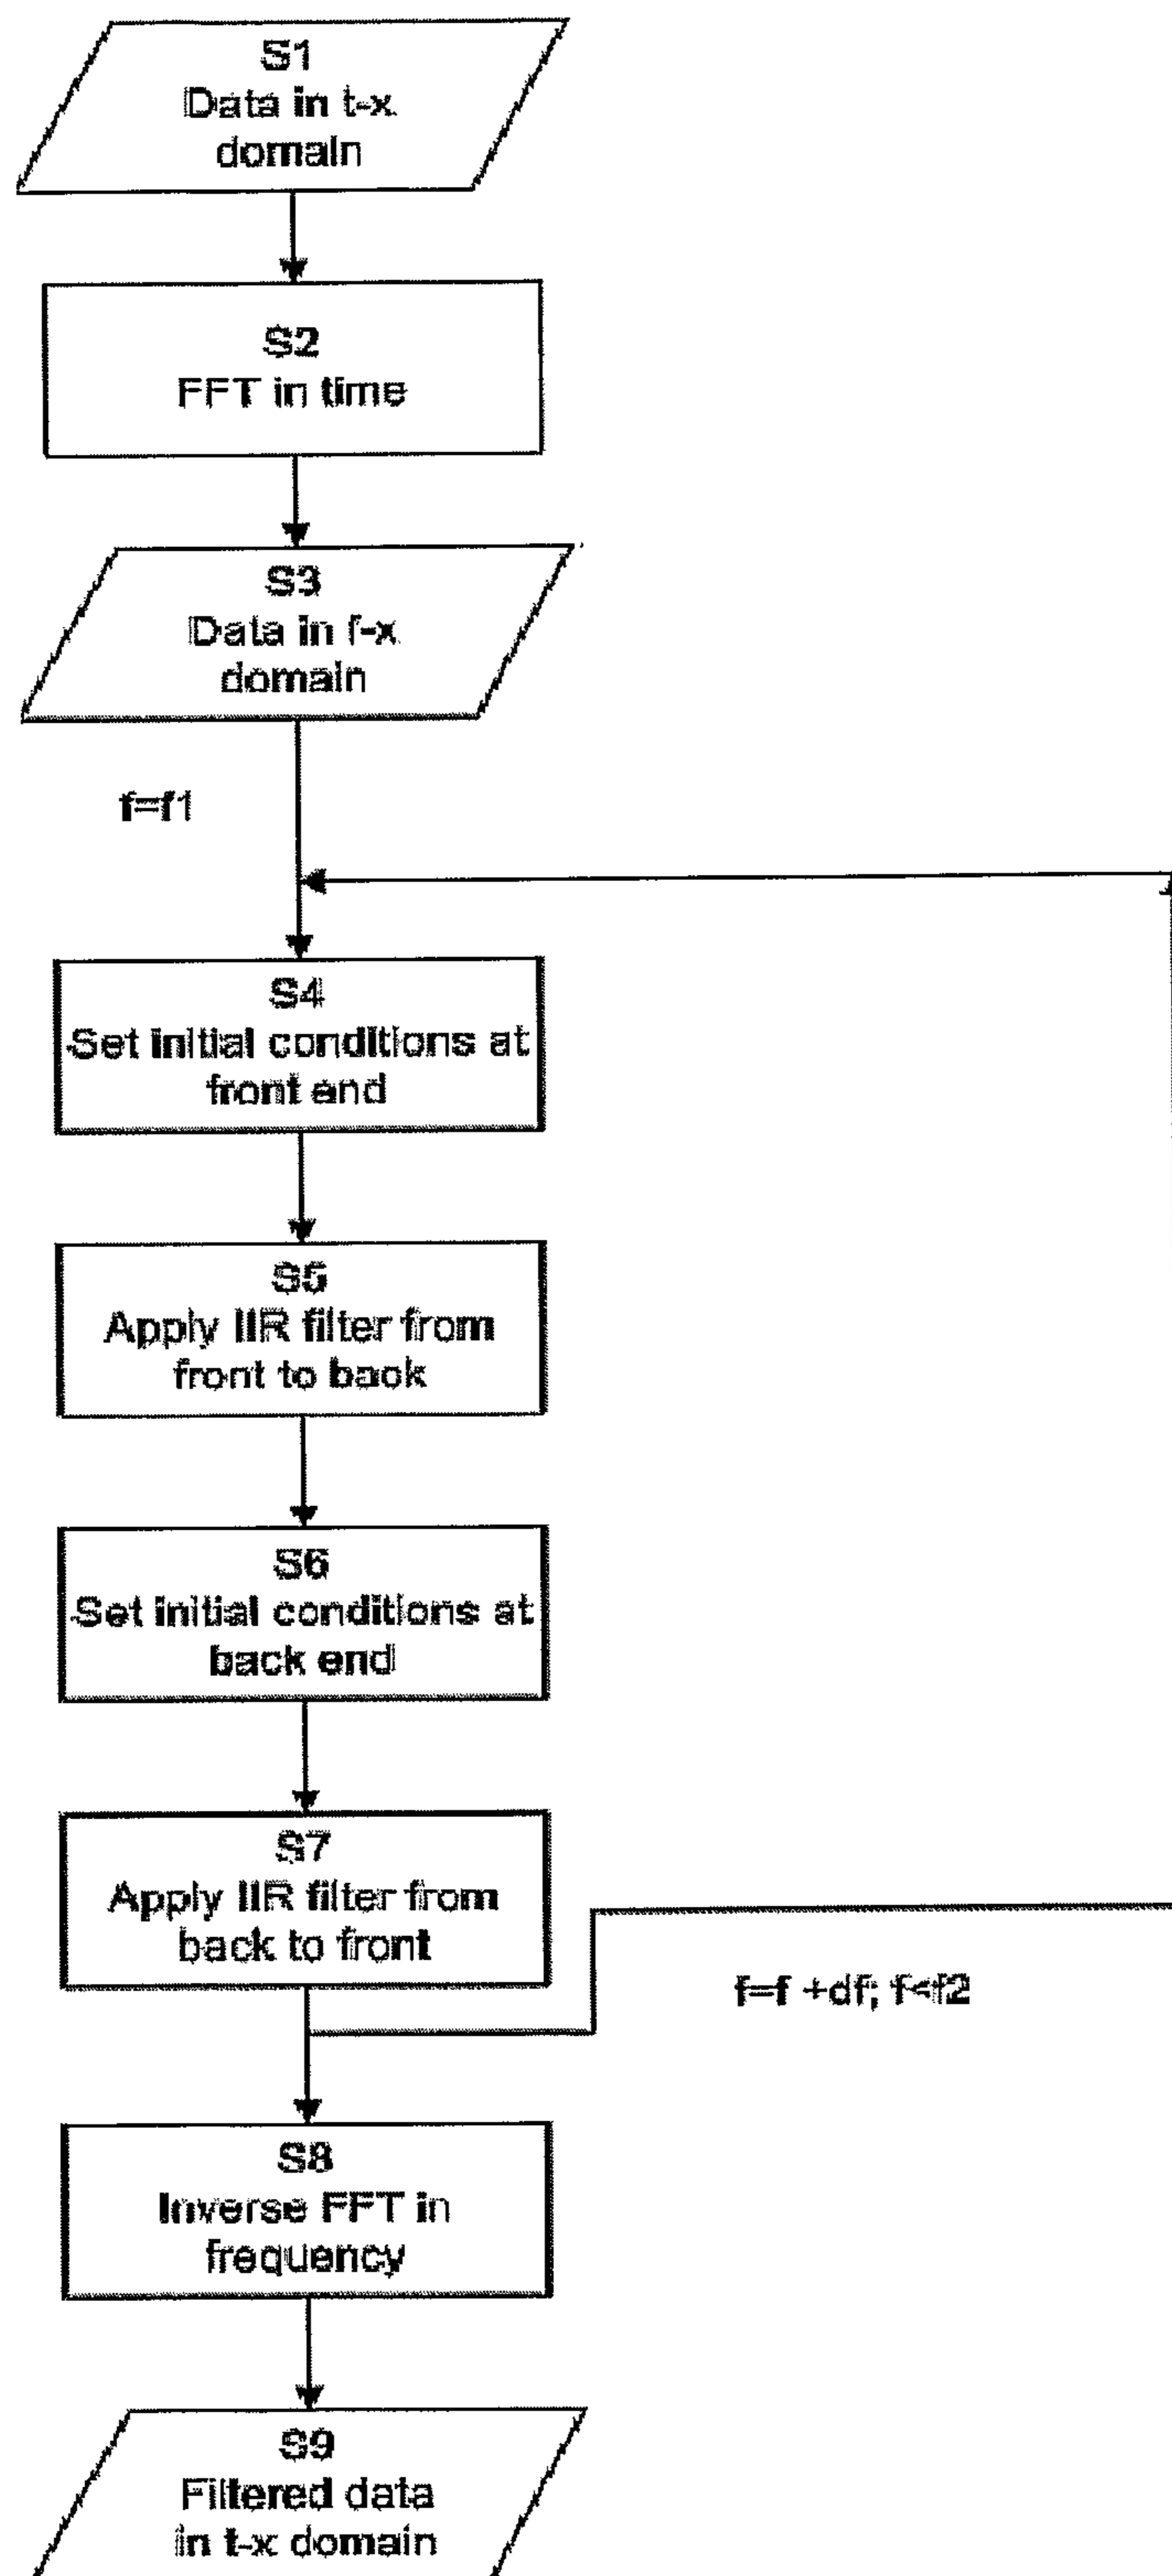 S1
Data in t-x
domain
S2
FFT in time
S3
Data in f-x
domain
f=f1
S4
Set initial conditions at
front end
S5
Apply IIR filter from
front to back
S6
Set initial conditions at
back end
S7
Apply IIR filter from
back to front
f=f +df; f<f2
S8
Inverse FFT in
frequency
S9
Filtered data
in t-x domain